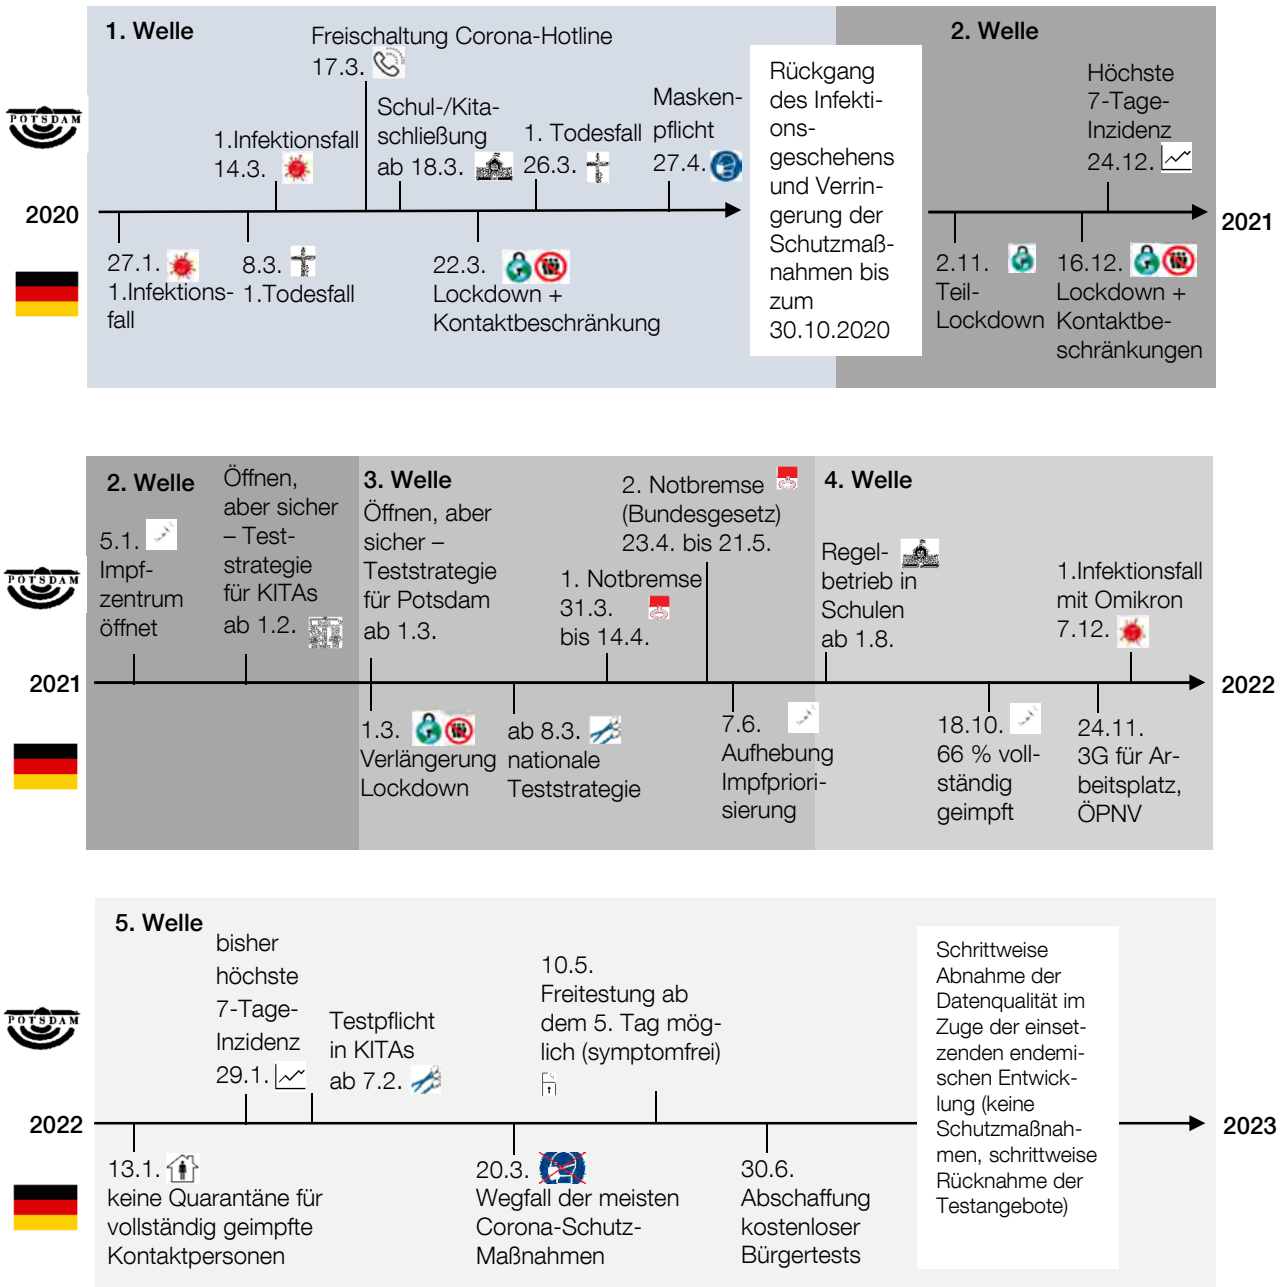 1. Welle
Freischaltung Corona-Hotline
17.3.
POTSDAM
1.Infektionsfall
14.3.
Schul-/Kita-
schließung
ab 18.3.
1. Todesfall
26.3.
Masken-
pflicht
27.4.
Rückgang
des Infekti-
ons-
geschehens
und Verrin-
gerung der
Schutzmaß-
nahmen bis
zum
30.10.2020
2. Welle
Höchste
7-Tage-
Inzidenz
24.12.
2020
2021
27.1.
1.Infektions-
fall
8.3.
1.Todesfall
22.3.
Lockdown +
Kontaktbeschränkung
2.11.
Teil-
Lockdown
16.12.
Lockdown +
Kontaktbe-
schränkungen
2. Welle
5.1.
Impf-
zentrum
öffnet
Öffnen,
aber sicher
– Test-
strategie
für KITAs
ab 1.2.
3. Welle
Öffnen, aber
sicher –
Teststrategie
für Potsdam
ab 1.3.
1. Notbremse
31.3.
bis 14.4.
2. Notbremse
(Bundesgesetz)
23.4. bis 21.5.
4. Welle
Regel-
betrieb in
Schulen
ab 1.8.
1.Infektionsfall
mit Omikron
7.12.
POTSDAM
2021
2022
1.3.
Verlängerung
Lockdown
ab 8.3.
nationale
Teststrategie
7.6.
Aufhebung
Impfpriori-
sierung
18.10.
66 % voll-
ständig
geimpft
24.11.
3G für Ar-
beitsplatz,
ÖPNV
5. Welle
bisher
höchste
7-Tage-
Inzidenz
29.1.
Testpflicht
in KITAs
ab 7.2.
10.5.
Freitestung ab
dem 5. Tag mög-
lich (symptomfrei)
Schrittweise
Abnahme der
Datenqualität im
Zuge der einset-
zenden endemi-
schen Entwick-
lung (keine
Schutzmaßnah-
men, schrittweise
Rücknahme der
Testangebote)
POTSDAM
2022
2023
13.1.
keine Quarantäne für
vollständig geimpfte
Kontaktpersonen
20.3.
Wegfall der meisten
Corona-Schutz-
Maßnahmen
30.6.
Abschaffung
kostenloser
Bürgertests